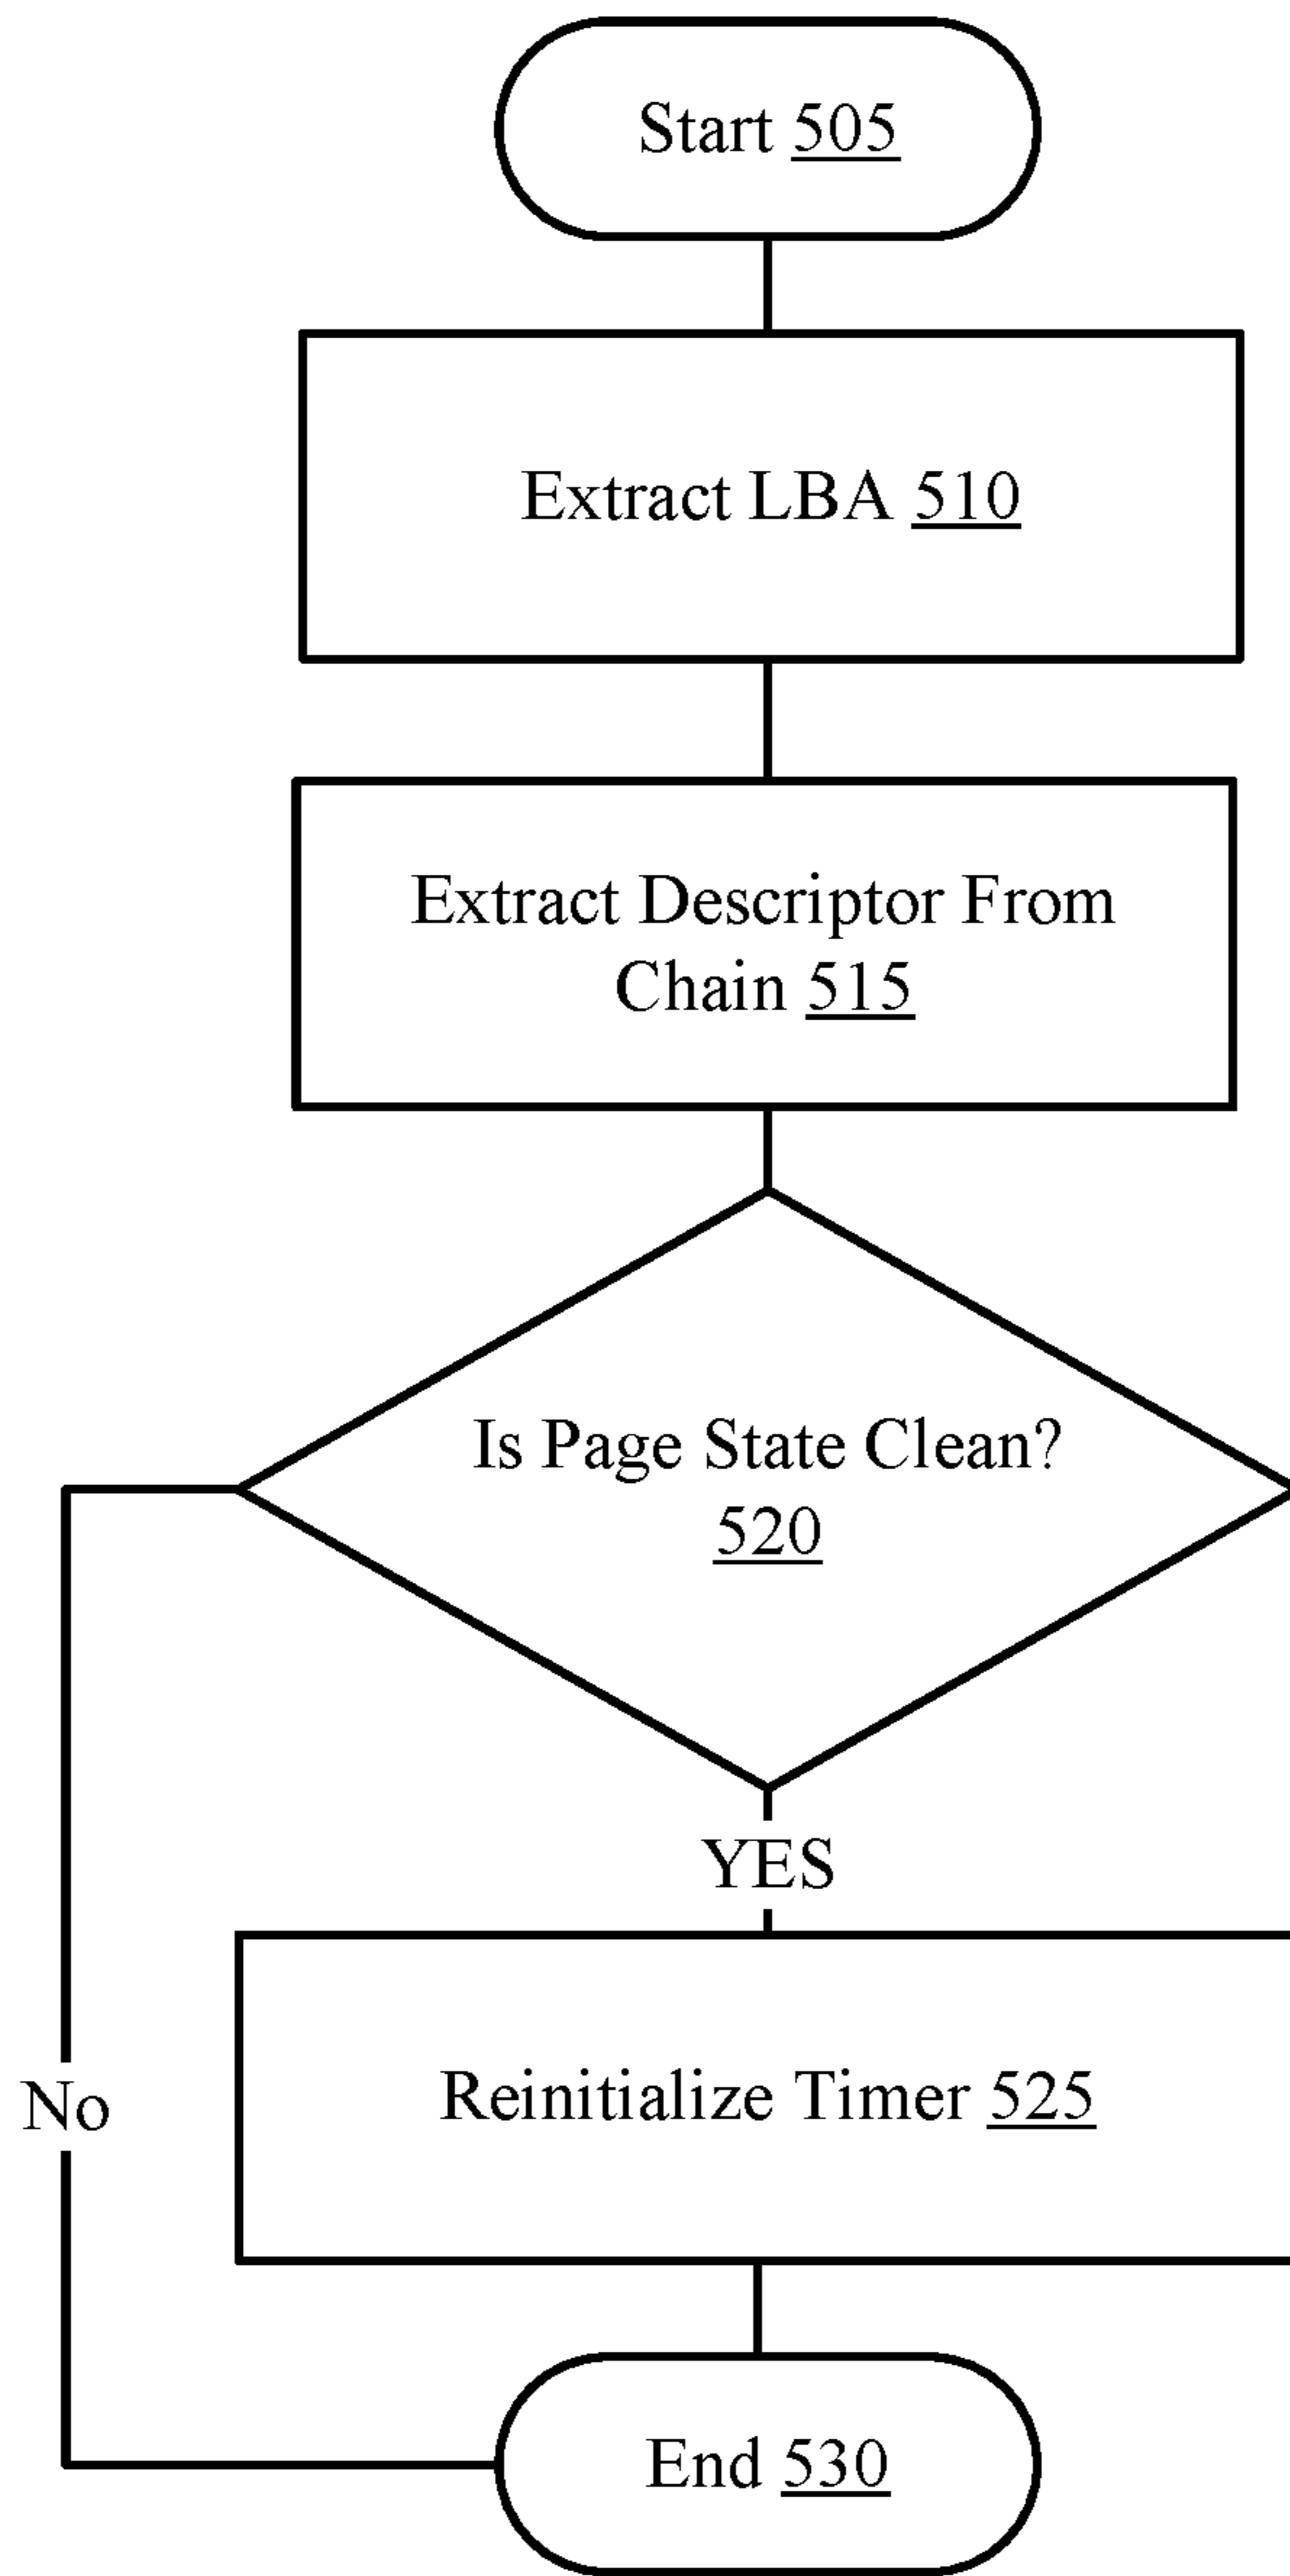 Start 505
Extract LBA 510
Extract Descriptor From
Chain 515
Is Page State Clean?
520
YES
Reinitialize Timer 525
No
End 530